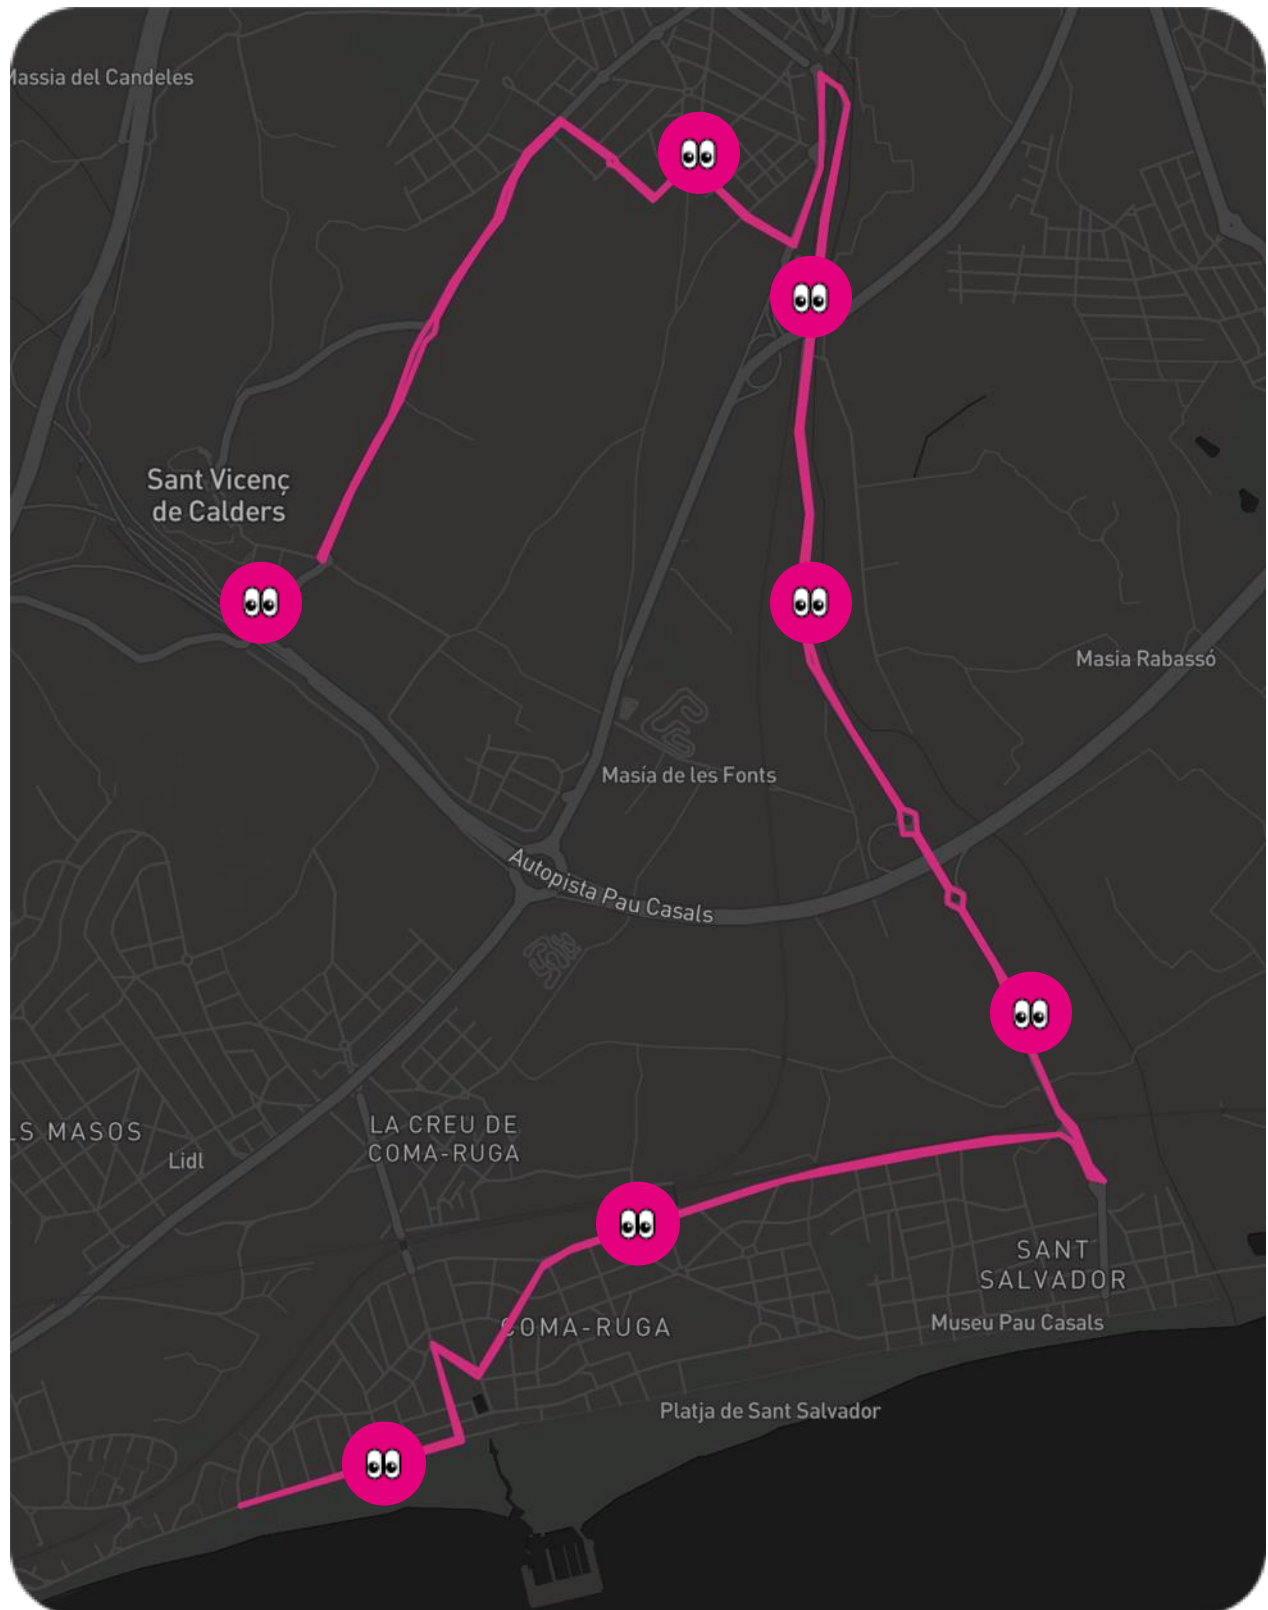 Massia del Candeles
Sant Vicenç
de Calders
Masia Rabassó
Masía de les Fonts
Autopista Pau Casals
LS MASOS
Lidl
LA CREU DE
COMA-RUGA
SANT
SALVADOR
Museu Pau Casals
COMA-RUGA
Platja de Sant Salvador